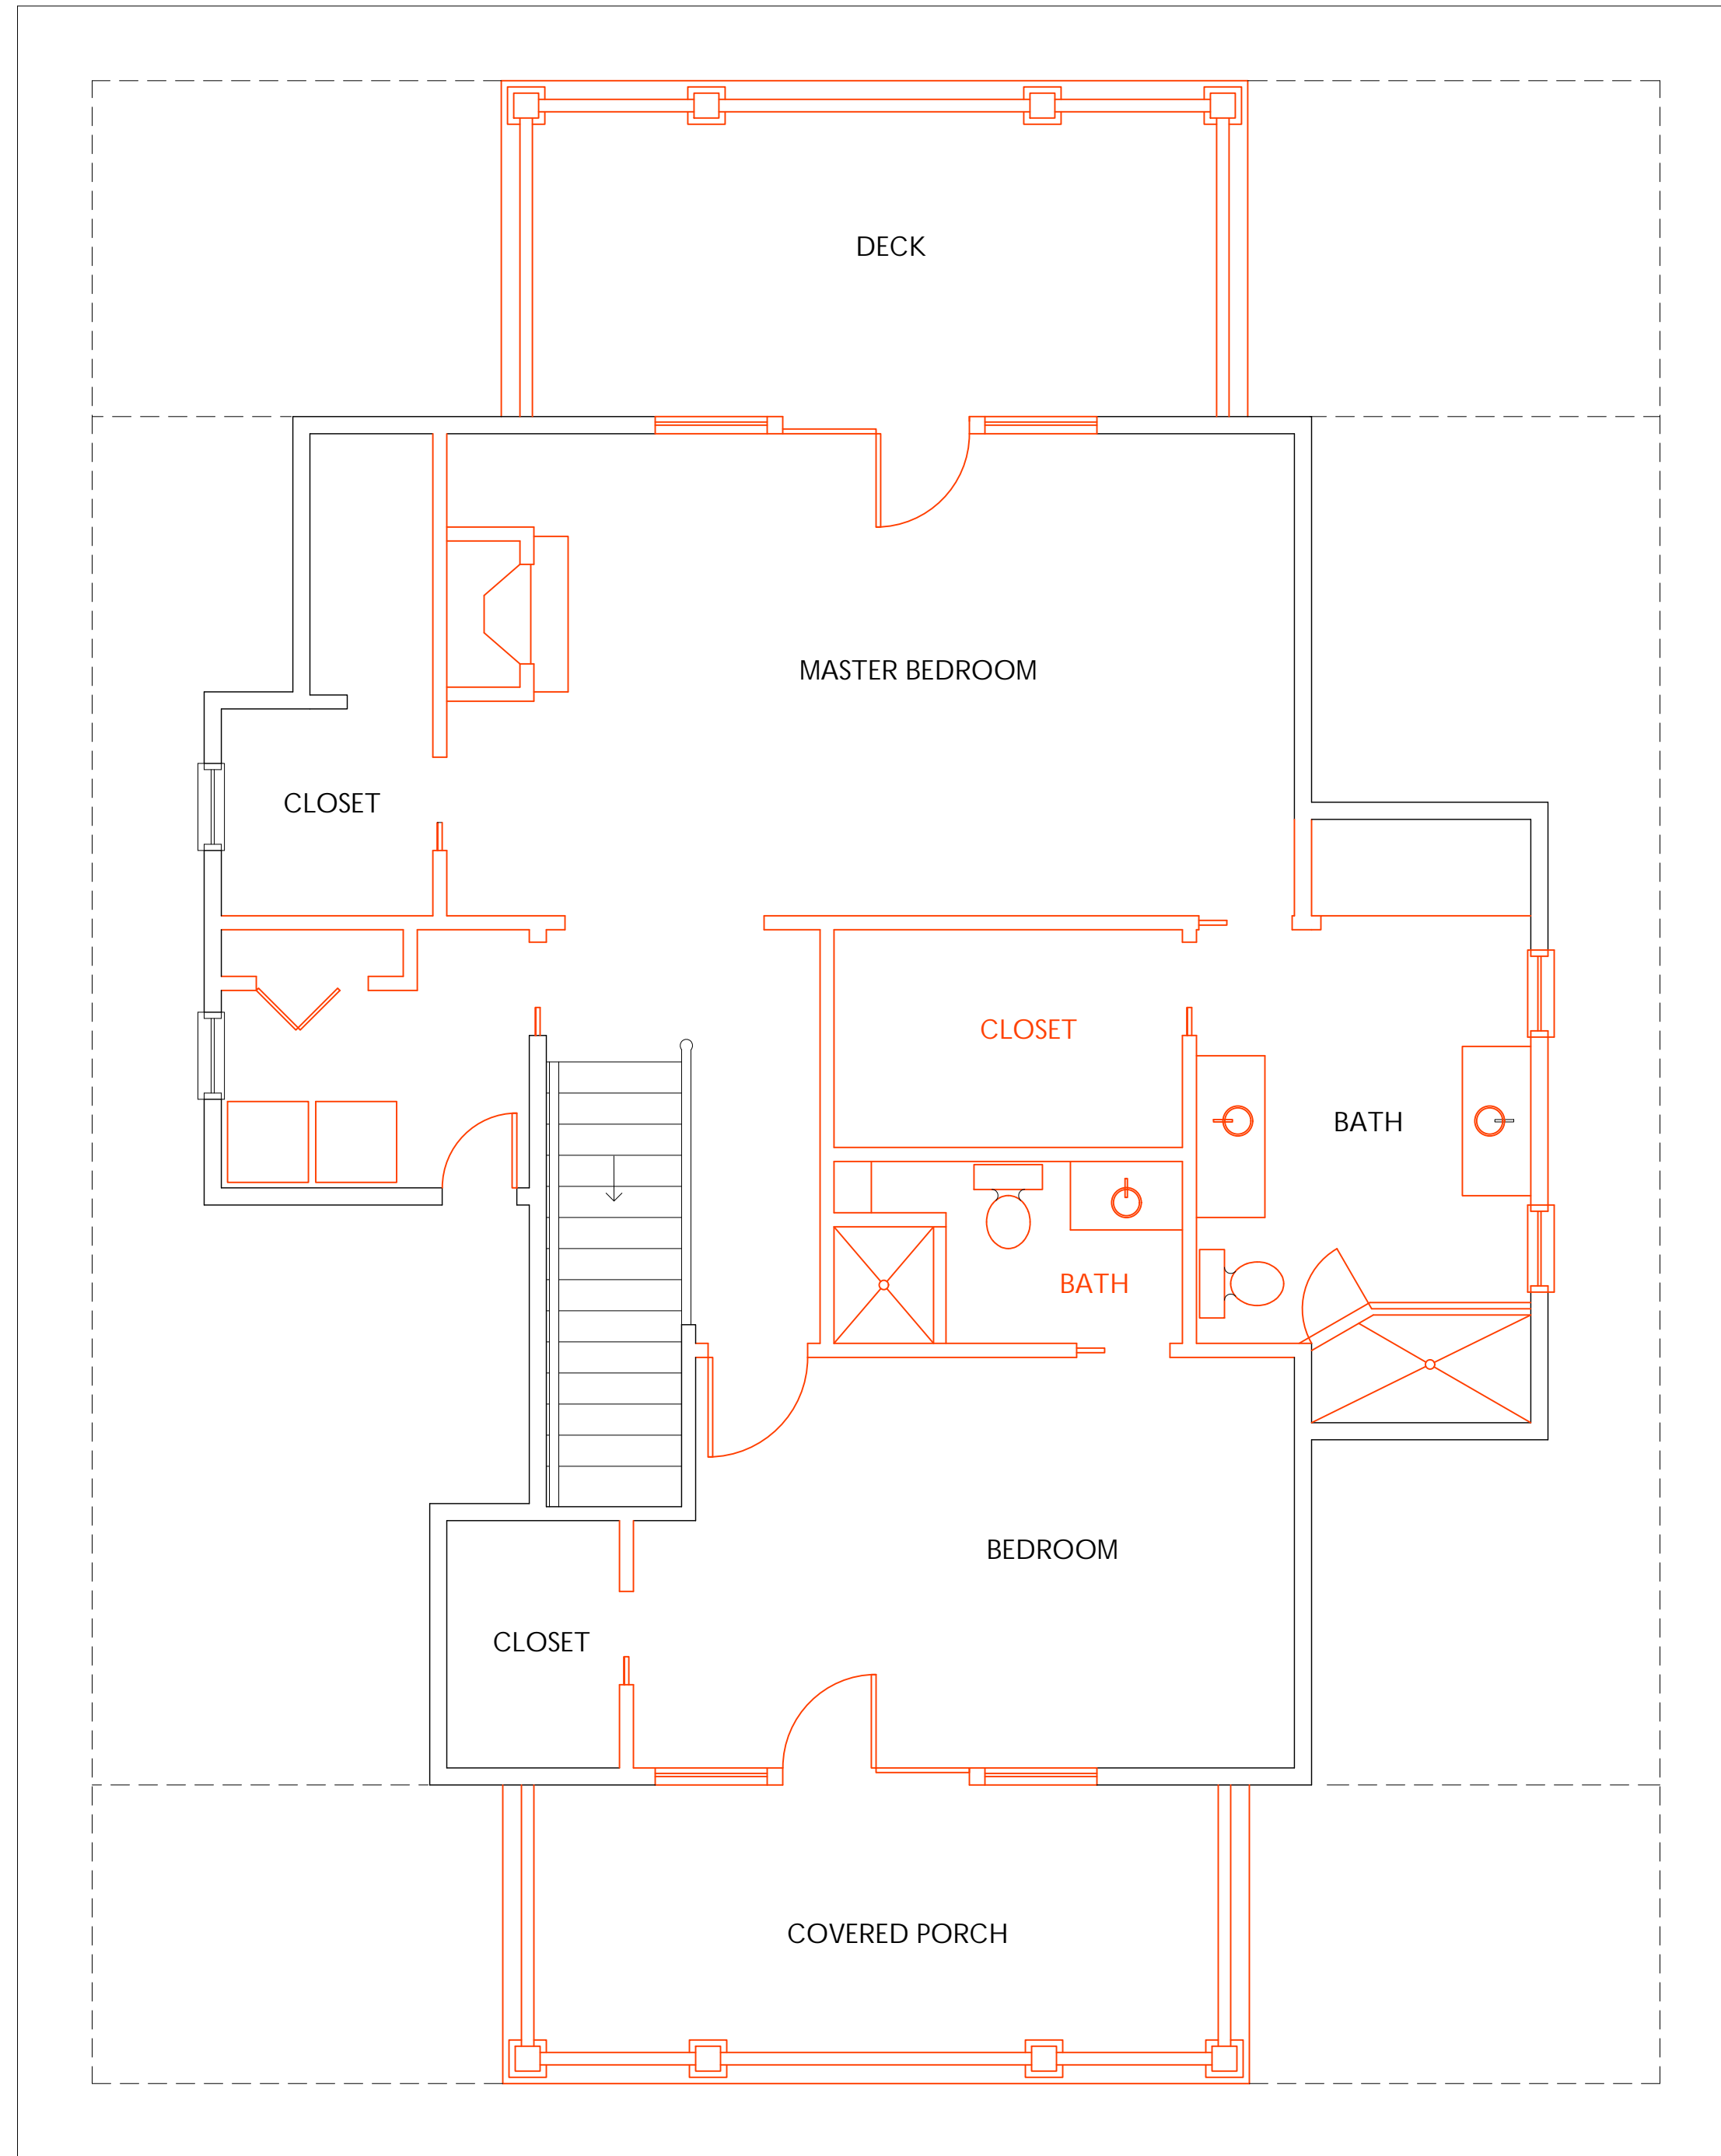 DECK
MASTER BEDROOM
CLOSET
CLOSET
BATH
BATH
BEDROOM
CLOSET
COVERED PORCH